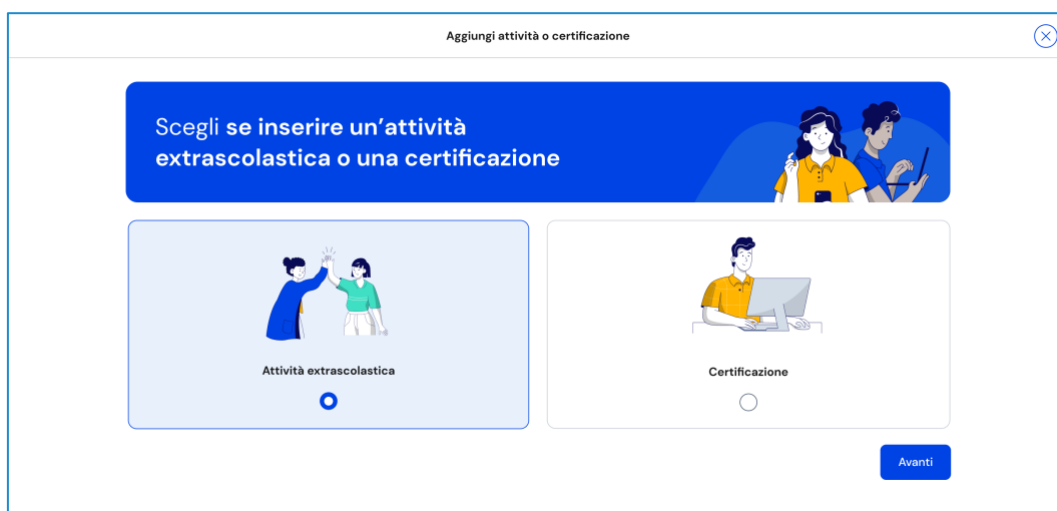 Aggiungi attività o certificazione
Scegli se inserire un’attività
extrascolastica o una certificazione
Attività extrascolastica
Certificazione
Avanti